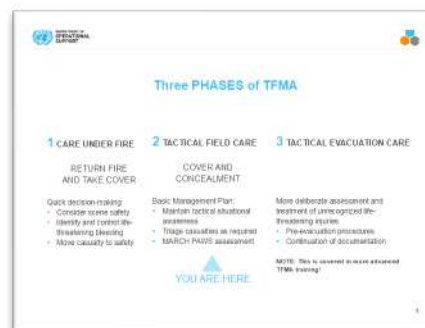 DEPARTMENT OF
OPERATIONAL
SUPPORT
Three PHASES of TFMA
1 CARE UNDER FIRE
RETURN FIRE
AND TAKE COVER
Quick decision-making:
• Consider scene safety
• Identify and control life-
threatening bleeding
• Move casualty to safety
2 TACTICAL FIELD CARE
COVER AND
CONCEALMENT
Basic Management Plan:
• Maintain tactical situational
awareness
• Triage casualties as required
• MARCH PAWS assessment
YOU ARE HERE
3 TACTICAL EVACUATION CARE
More deliberate assessment and
treatment of unrecognized life-
threatening injuries:
• Pre-evacuation procedures
• Continuation of documentation
NOTE: This is covered in more advanced
TFMA training!